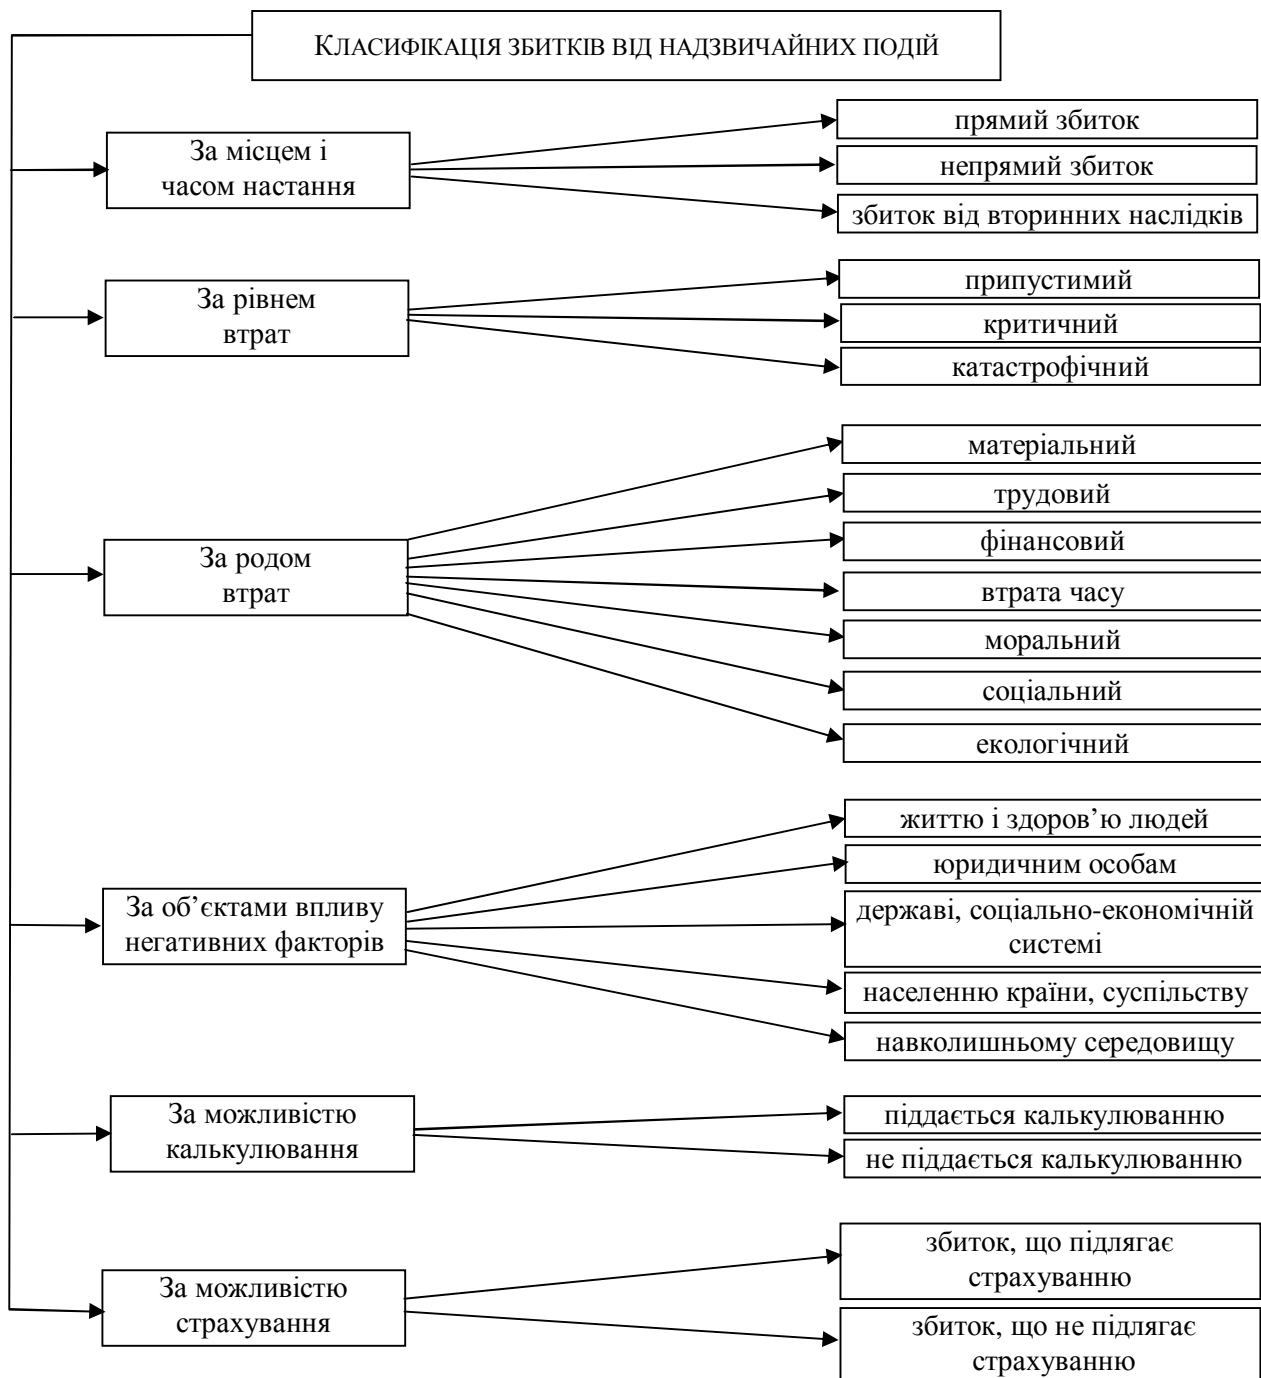 КЛАСИФІКАЦІЯ ЗБИТКІВ ВІД НАДЗВИЧАЙНИХ ПОДІЙ
За місцем і
часом настання
прямий збиток
непрямий збиток
збиток від вторинних наслідків
За рівнем
втрат
припустимий
критичний
катастрофічний
За родом
втрат
матеріальний
трудовий
фінансовий
втрата часу
моральний
соціальний
екологічний
За об’єктами впливу
негативних факторів
життю і здоров’ю людей
юридичним особам
державі, соціально-економічній
системі
населенню країни, суспільству
навколишньому середовищу
За можливістю
калькулювання
піддається калькулюванню
не піддається калькулюванню
За можливістю
страхування
збиток, що підлягає
страхуванню
збиток, що не підлягає
страхуванню